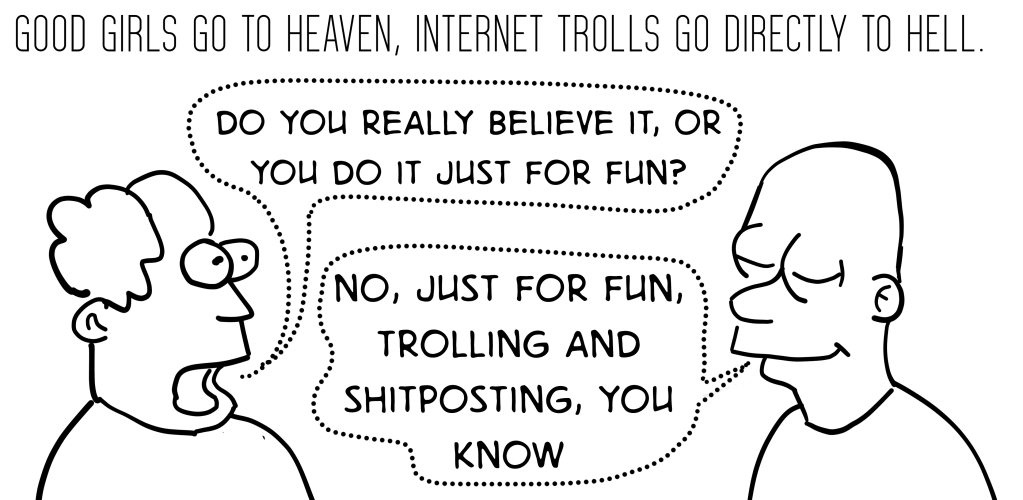 GOOD GIRLS GO TO HEAVEN, INTERNET TROLLS GO DIRECTLY TO HELL.
DO YOU REALLY BELIEVE IT, OR
YOU DO IT JUST FOR FUN?
NO, JUST FOR FUN,
TROLLING AND
SHITPOSTING, YOU
KNOW